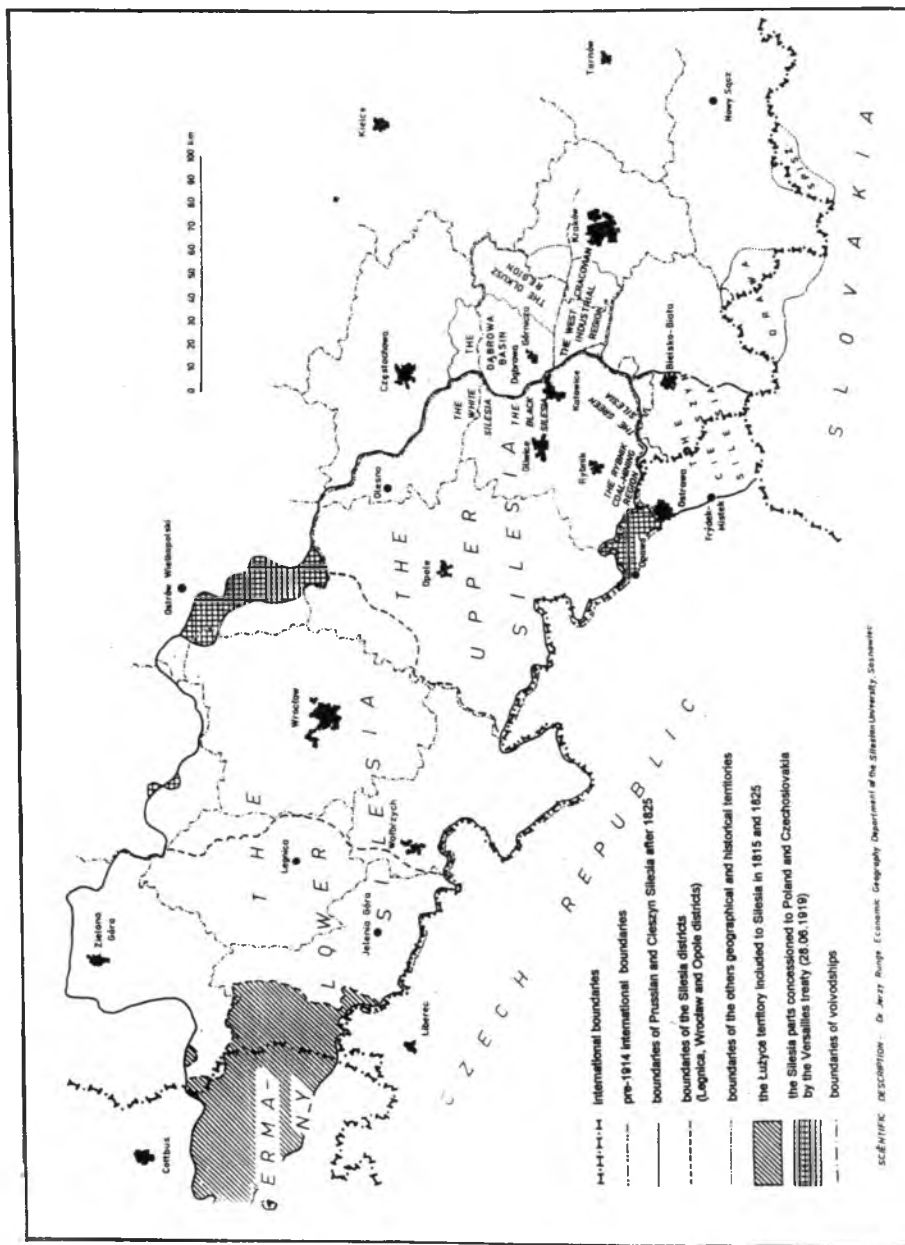 0 10 20 30 40 50 60 70 80 90 100 km
Cottbus
Zielona
Góra
Ostrów Wielkopolski
Kielce
Tarnów
Nowy Sącz
Częstochowa
Olesno
Wrocław
Legnica
Wałbrzych
Jelenia Góra
Liberec
Opole
Gliwice
Katowice
Rybnik
Dąbrowa
Górnicza
Kraków
Bielsko-Biała
Ostrawa
Opawa
Frýdek-
Mistek
GERMA-
N-Y
THE
LOWER
SILESIA
THE
UPPER
SILESIA
THE
WHITE
SILESIA
THE
BLACK
SILESIA
THE
GREEN
SILESIA
THE RYBNIK
COAL-MINING
REGION
THE
DĄBROWA
BASIN
THE OLKUSZ
REGION
THE WEST CRACOVIAN
INDUSTRIAL
REGION
THE
CIESZYN
SILESIA
ORAWA
SPISZ
SLOVAKIA
CZECH REPUBLIC
international boundaries
pre-1914 international boundaries
boundaries of Prussian and Cieszyn Silesia after 1825
boundaries of the Silesia districts
(Legnica, Wrocław and Opole districts)
boundaries of the others geographical and historical territories
the Łużyce territory included to Silesia in 1815 and 1825
the Silesia parts concessioned to Poland and Czechoslovakia
by the Versailles treaty (28.06.1919)
boundaries of voivodships
SCIENTIFIC DESCRIPTION - Dr Jerzy Runge Economic Geography Department of the Silesian University, Sosnowiec